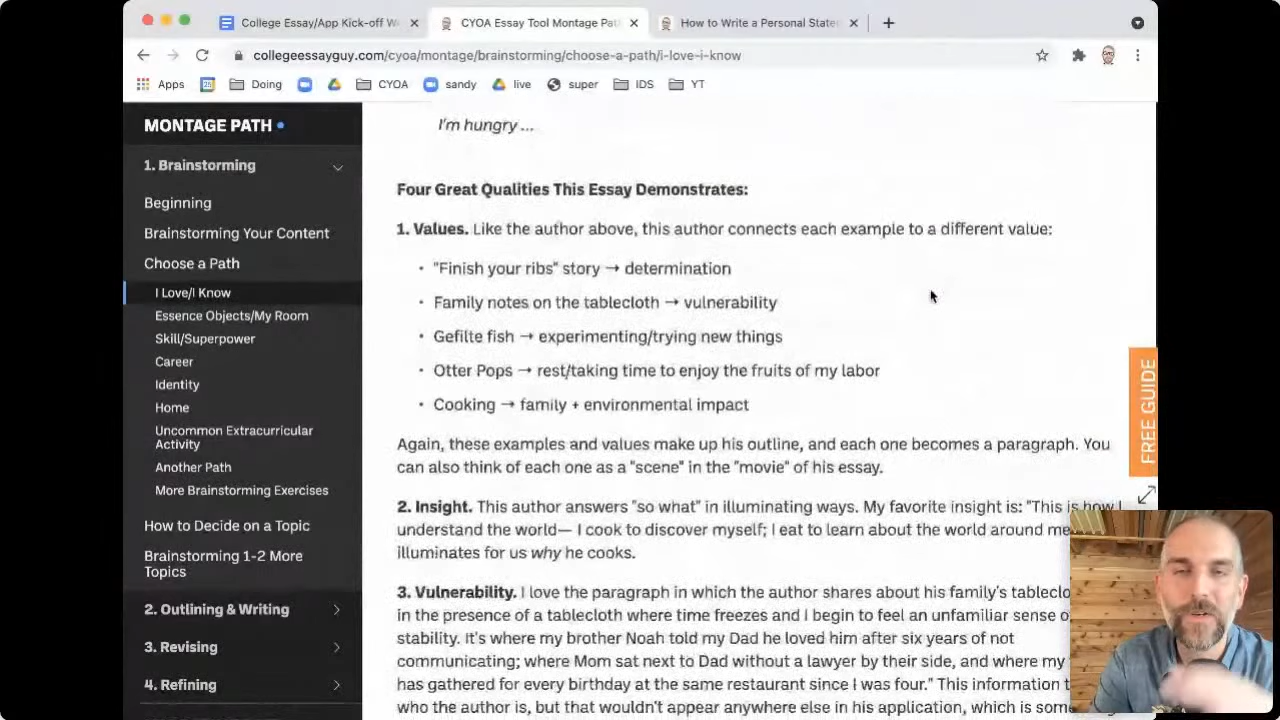 College Essay/App Kick-off W
CYOA Essay Tool Montage Pat
How to Write a Personal State
collegeessayguy.com/cyoa/montage/brainstorming/choose-a-path/i-love-i-know
Apps
Doing
CYOA
sandy
live
super
IDS
YT
MONTAGE PATH
1. Brainstorming
Beginning
Brainstorming Your Content
Choose a Path
I Love/I Know
Essence Objects/My Room
Skill/Superpower
Career
Identity
Home
Uncommon Extracurricular
Activity
Another Path
More Brainstorming Exercises
How to Decide on a Topic
Brainstorming 1-2 More
Topics
2. Outlining & Writing
3. Revising
4. Refining
I'm hungry ...
Four Great Qualities This Essay Demonstrates:
1. Values. Like the author above, this author connects each example to a different value:
• "Finish your ribs" story → determination
• Family notes on the tablecloth → vulnerability
• Gefilte fish → experimenting/trying new things
• Otter Pops → rest/taking time to enjoy the fruits of my labor
• Cooking → family + environmental impact
Again, these examples and values make up his outline, and each one becomes a paragraph. You
can also think of each one as a "scene" in the "movie" of his essay.
2. Insight. This author answers "so what" in illuminating ways. My favorite insight is: "This is how I
understand the world— I cook to discover myself; I eat to learn about the world around me
illuminates for us why he cooks.
3. Vulnerability. I love the paragraph in which the author shares about his family's tableclo
in the presence of a tablecloth where time freezes and I begin to feel an unfamiliar sense o
stability. It's where my brother Noah told my Dad he loved him after six years of not
communicating; where Mom sat next to Dad without a lawyer by their side, and where my
has gathered for every birthday at the same restaurant since I was four." This information t
who the author is, but that wouldn't appear anywhere else in his application, which is som
FREE GUIDE